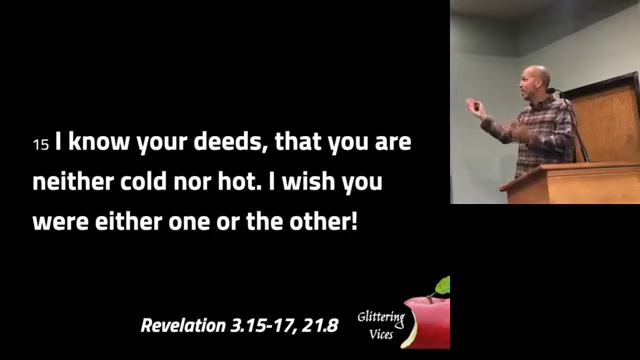 15 I know your deeds, that you are
neither cold nor hot. I wish you
were either one or the other!
Revelation 3.15-17, 21.8
Glittering
Vices